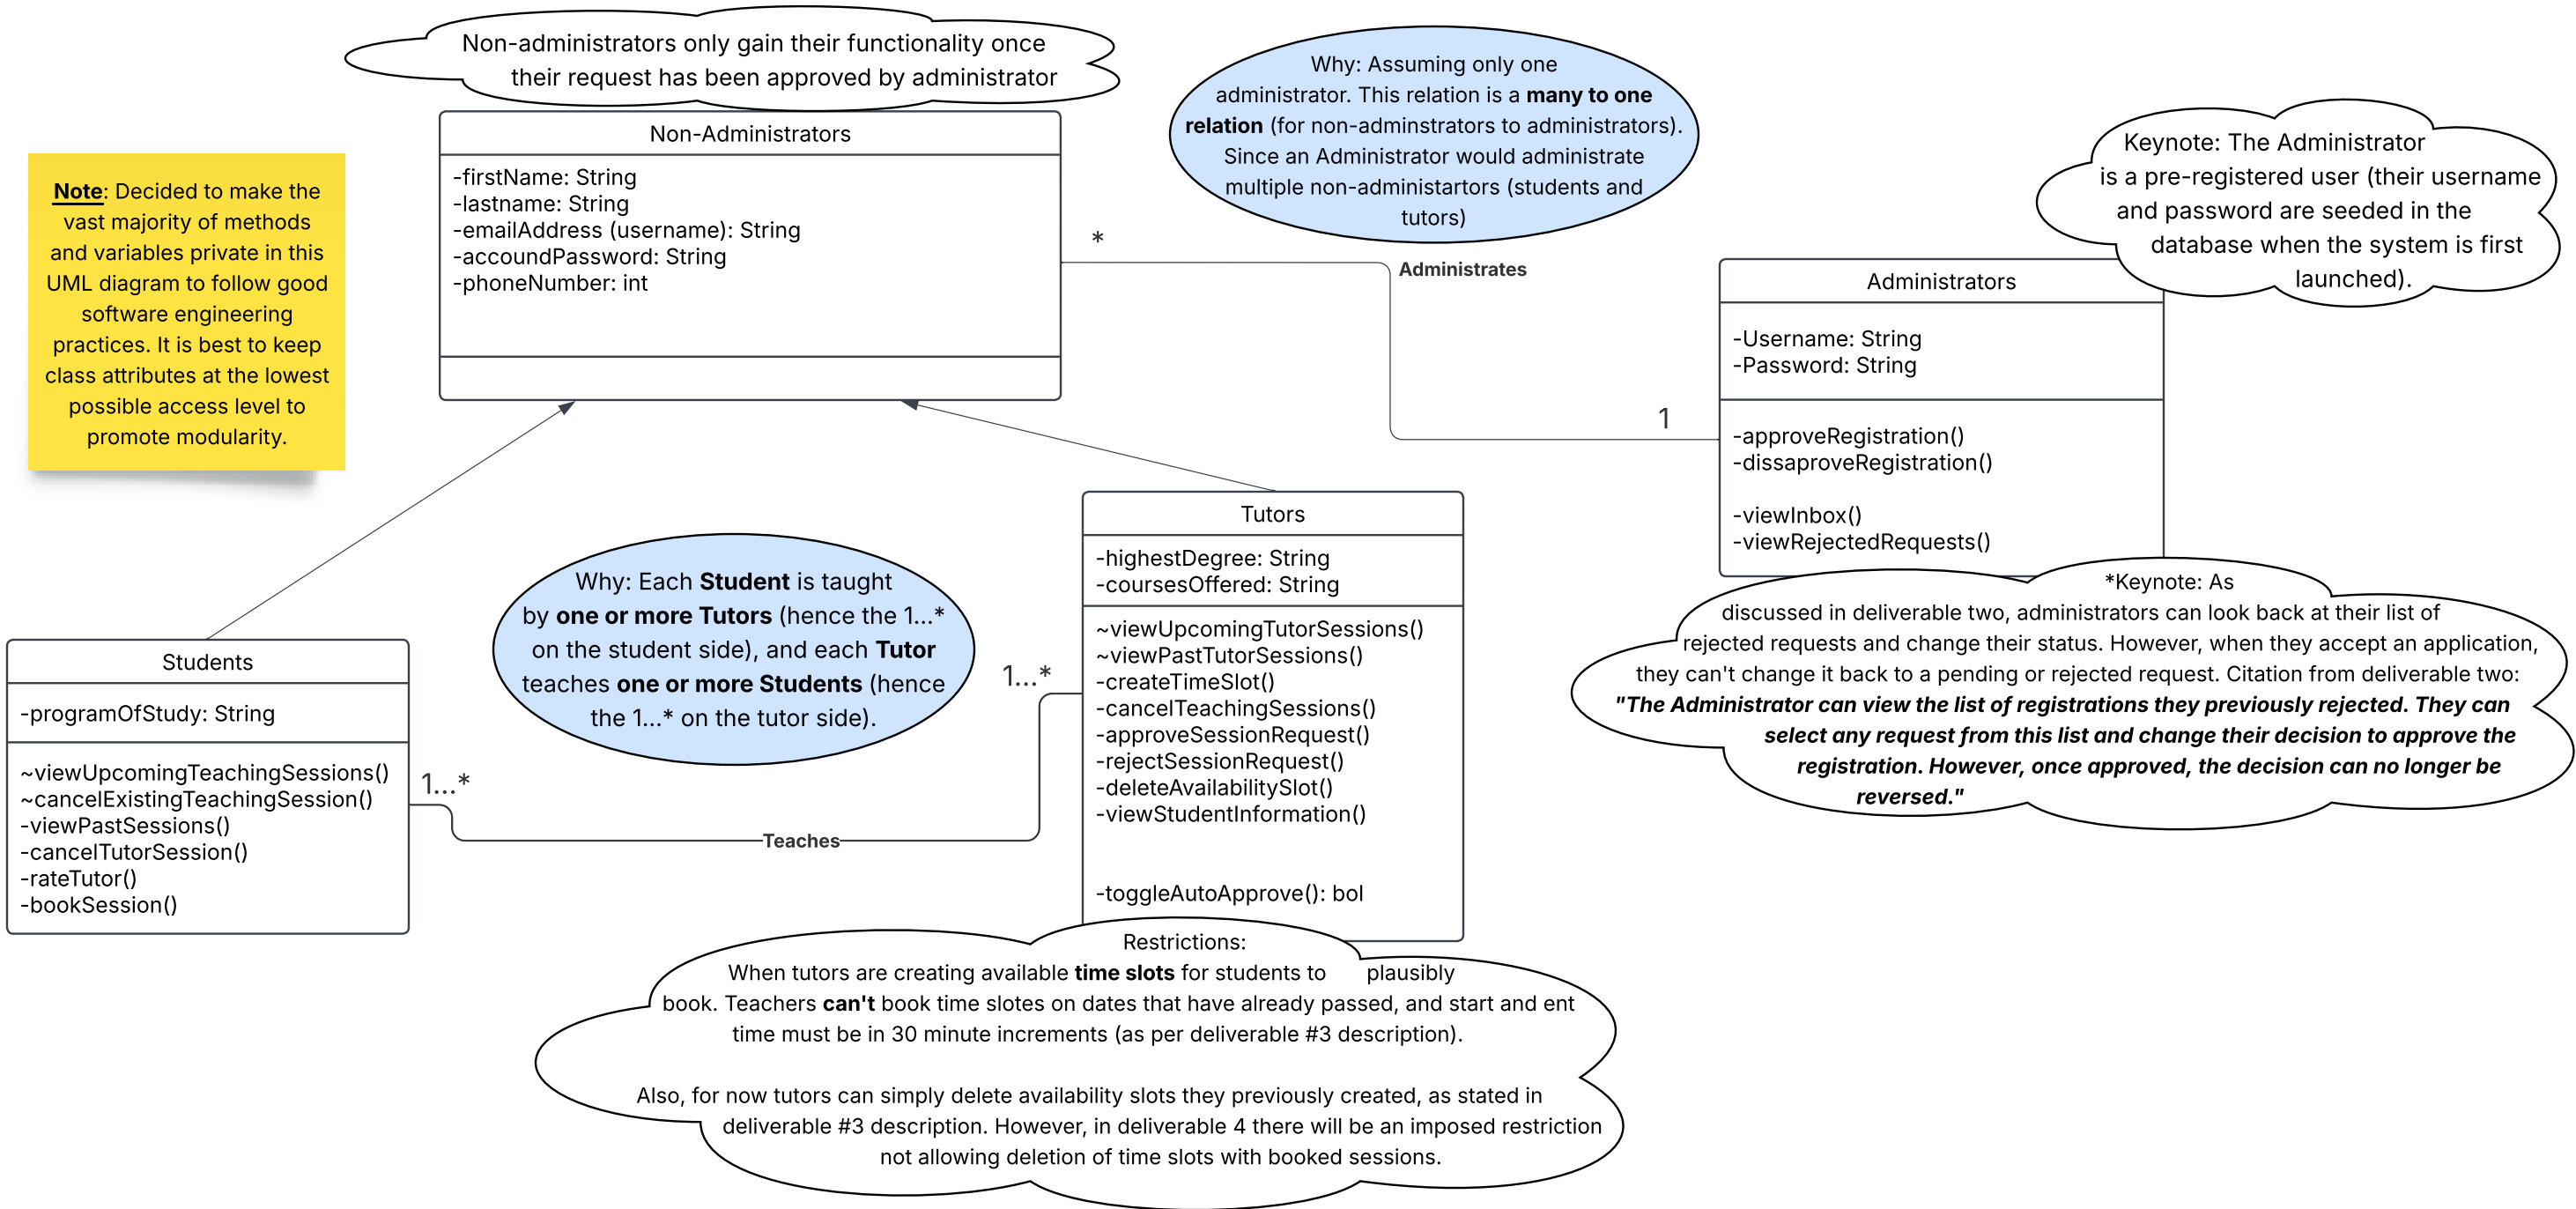 Non-administrators only gain their functionality once
their request has been approved by administrator
Why: Assuming only one
administrator. This relation is a many to one
relation (for non-adminstrators to administrators).
Since an Administrator would administrate
multiple non-administartors (students and
tutors)
Keynote: The Administrator
is a pre-registered user (their username
and password are seeded in the
database when the system is first
launched).
Note: Decided to make the
vast majority of methods
and variables private in this
UML diagram to follow good
software engineering
practices. It is best to keep
class attributes at the lowest
possible access level to
promote modularity.
Non-Administrators
-firstName: String
-lastname: String
-emailAddress (username): String
-accoundPassword: String
-phoneNumber: int
*
Administrates
1
Administrators
-Username: String
-Password: String
-approveRegistration()
-dissaproveRegistration()
-viewInbox()
-viewRejectedRequests()
*Keynote: As
discussed in deliverable two, administrators can look back at their list of
rejected requests and change their status. However, when they accept an application,
they can't change it back to a pending or rejected request. Citation from deliverable two:
"The Administrator can view the list of registrations they previously rejected. They can
select any request from this list and change their decision to approve the
registration. However, once approved, the decision can no longer be
reversed."
Why: Each Student is taught
by one or more Tutors (hence the 1...*
on the student side), and each Tutor
teaches one or more Students (hence
the 1...* on the tutor side).
Students
-programOfStudy: String
~viewUpcomingTeachingSessions()
~cancelExistingTeachingSession()
-viewPastSessions()
-cancelTutorSession()
-rateTutor()
-bookSession()
1...*
Teaches
1...*
Tutors
-highestDegree: String
-coursesOffered: String
~viewUpcomingTutorSessions()
~viewPastTutorSessions()
-createTimeSlot()
-cancelTeachingSessions()
-approveSessionRequest()
-rejectSessionRequest()
-deleteAvailabilitySlot()
-viewStudentInformation()
-toggleAutoApprove(): bol
Restrictions:
When tutors are creating available time slots for students to plausibly
book. Teachers can't book time slotes on dates that have already passed, and start and ent
time must be in 30 minute increments (as per deliverable #3 description).
Also, for now tutors can simply delete availability slots they previously created, as stated in
deliverable #3 description. However, in deliverable 4 there will be an imposed restriction
not allowing deletion of time slots with booked sessions.